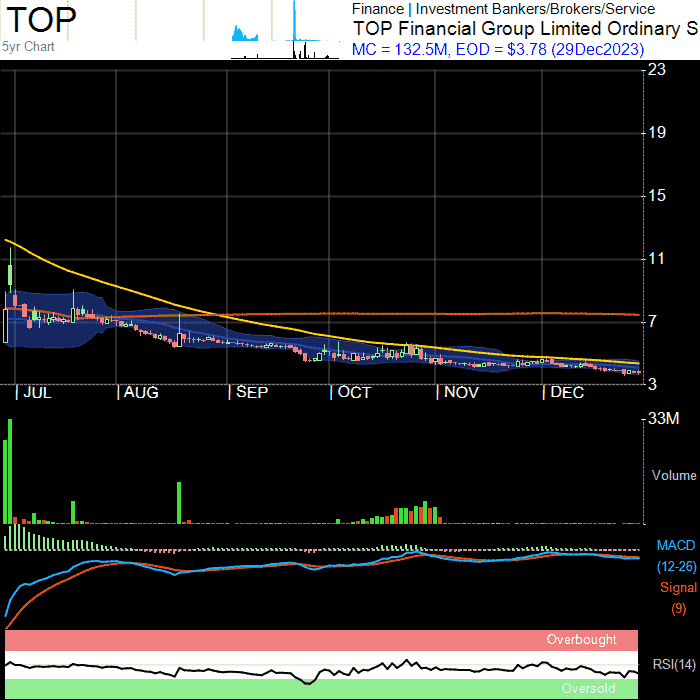 TOP
5yr Chart
Finance | Investment Bankers/Brokers/Service
TOP Financial Group Limited Ordinary S
MC = 132.5M, EOD = $3.78 (29Dec2023)
23
19
15
11
7
3
JUL
AUG
SEP
OCT
NOV
DEC
33M
Volume
MACD
(12-26)
Signal
(9)
Overbought
RSI(14)
Oversold